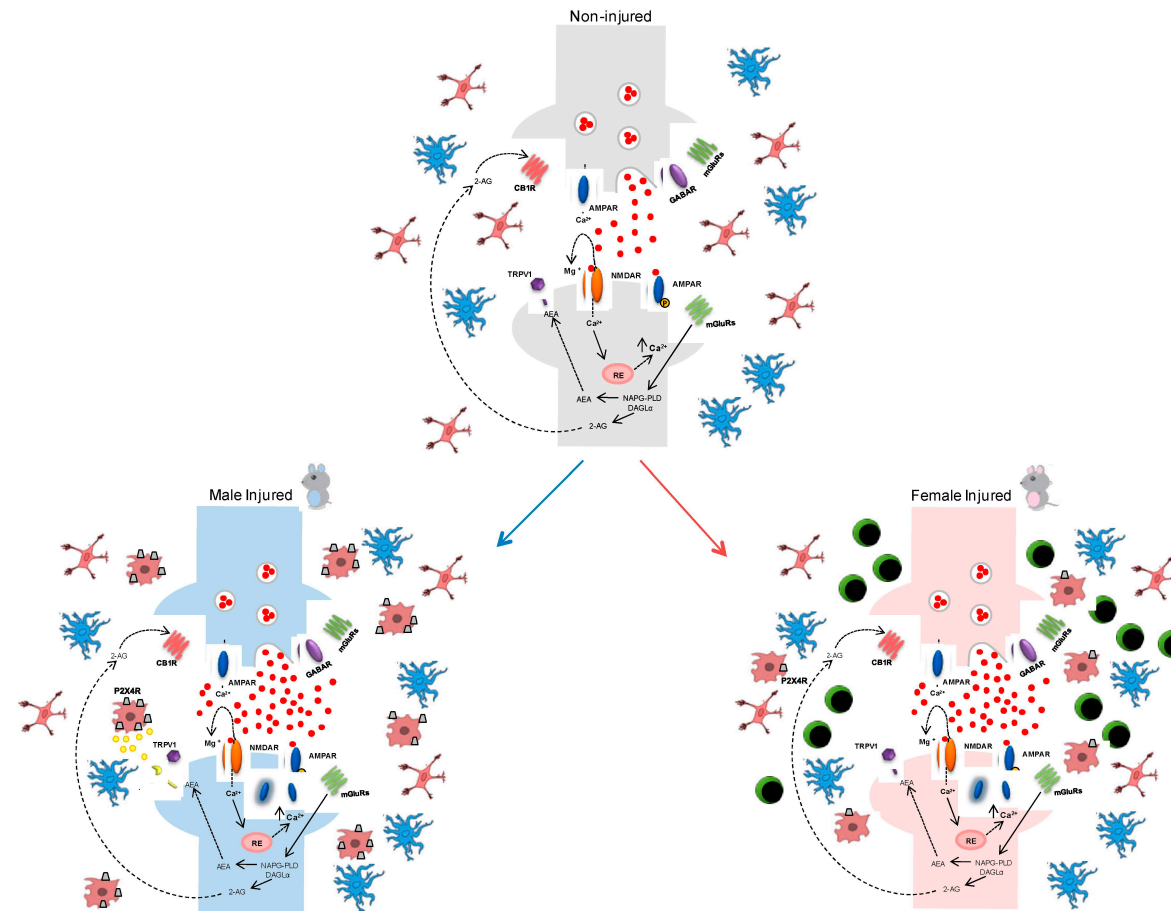 Non-injured
2-AG
CB1R
AMPAR
Ca²⁺
GABAR
mGluRs
TRPV1
Mg⁺
NMDAR
AMPAR
P
AEA
Ca²⁺
mGluRs
Ca²⁺
RE
AEA
NAPG-PLD
DAGLα
2-AG
Male Injured
2-AG
CB1R
AMPAR
Ca²⁺
GABAR
mGluRs
P2X4R
TRPV1
Mg⁺
NMDAR
AMPAR
AEA
Ca²⁺
mGluRs
Ca²⁺
RE
AEA
NAPG-PLD
DAGLα
2-AG
Female Injured
2-AG
CB1R
AMPAR
Ca²⁺
GABAR
mGluRs
P2X4R
TRPV1
Mg⁺
NMDAR
AMPAR
AEA
Ca²⁺
mGluRs
Ca²⁺
RE
AEA
NAPG-PLD
DAGLα
2-AG